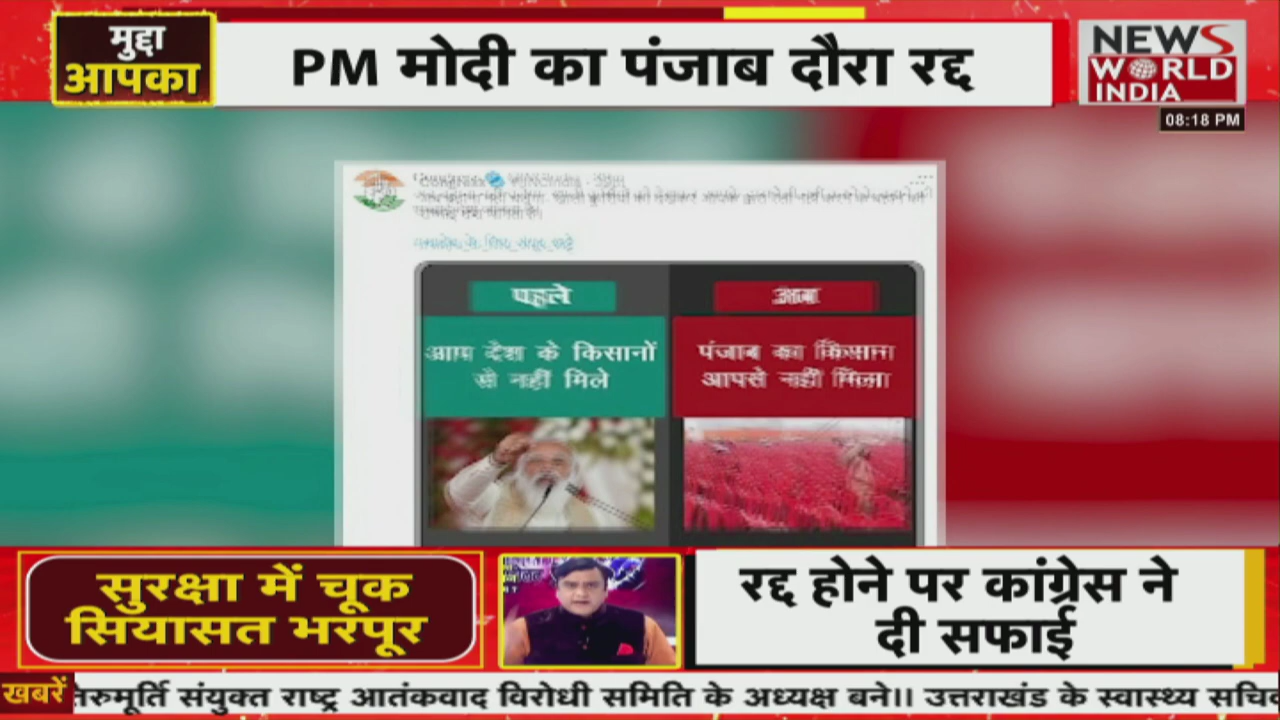 मुद्दा
आपका
PM मोदी का पंजाब दौरा रद्द
NEWS
WORLD
INDIA
08:18 PM
पहले
अब
आप देश के किसानों
से नहीं मिले
पंजाब का किसान
आपसे नहीं मिला
सुरक्षा में चूक
सियासत भरपूर
रद्द होने पर कांग्रेस ने
दी सफाई
खबरें
तिरुमूर्ति संयुक्त राष्ट्र आतंकवाद विरोधी समिति के अध्यक्ष बने।। उत्तराखंड के स्वास्थ्य सचिव